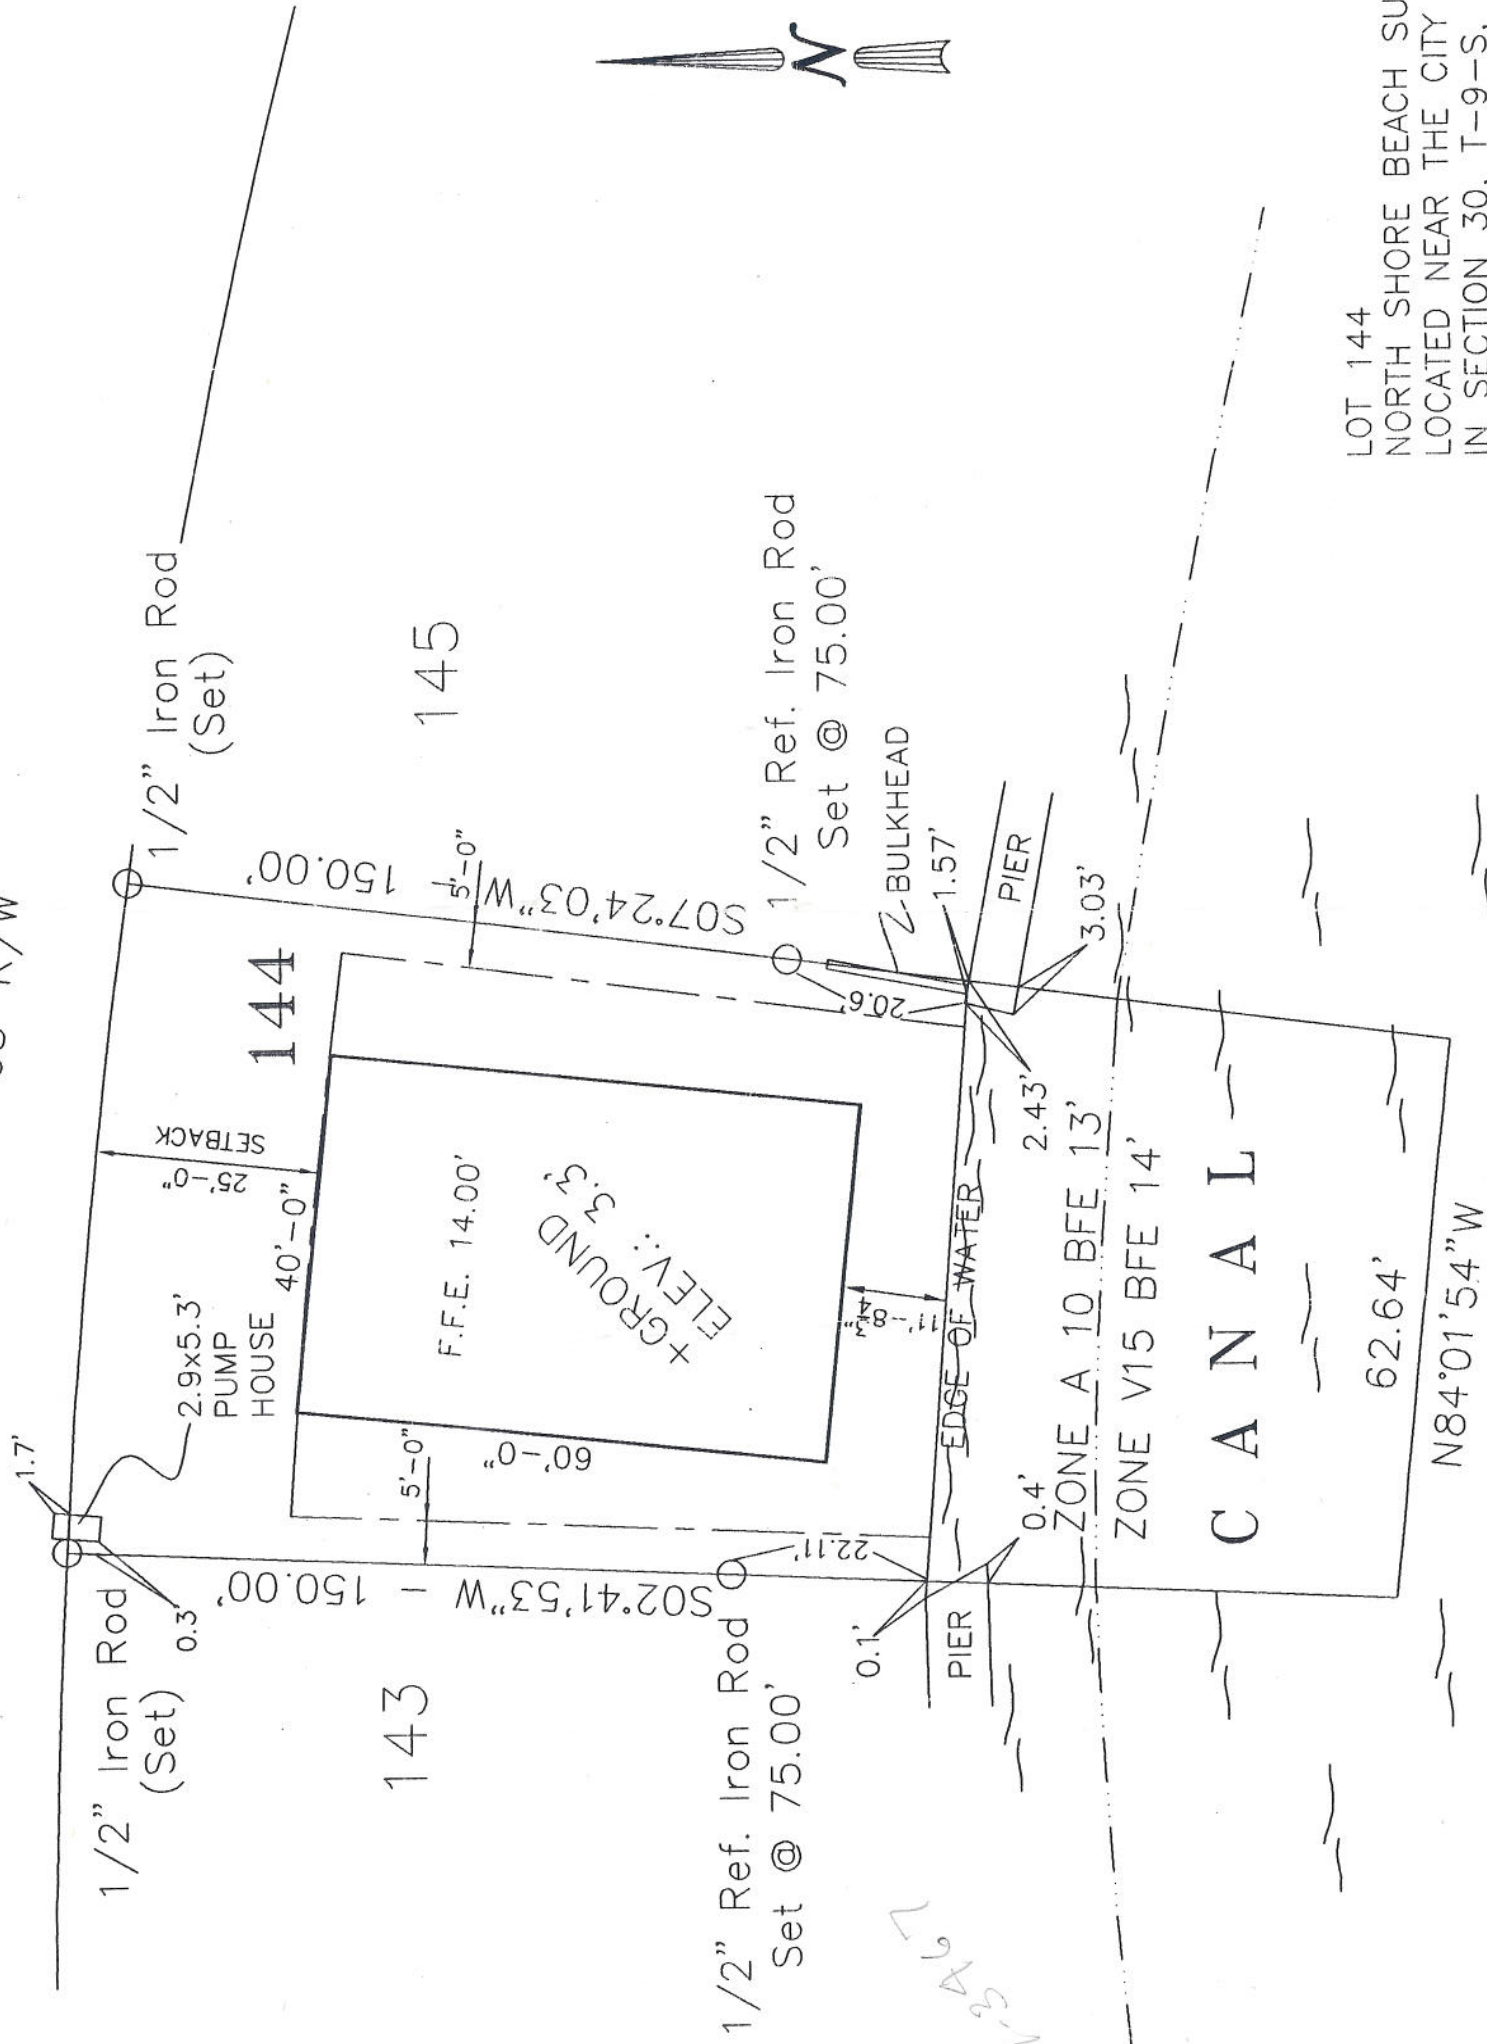 R/W
1/2" Iron Rod
(Set)
1.7'
0.3'
2.9x5.3'
PUMP
HOUSE
SETBACK
25'-0"
144
1/2" Iron Rod
(Set)
N
143
40'-0"
F.F.E. 14.00'
+GROUND
ELEV.: 3.3'
60'-0"
5'-0"
S02°41'53"W - 150.00'
S07°24'03"W 150.00'
5'-0"
145
1/2" Ref. Iron Rod
Set @ 75.00'
22.11'
11'-8 3/4"
20.6'
1/2" Ref. Iron Rod
Set @ 75.00'
BULKHEAD
1.57'
0.1'
PIER
0.4'
EDGE OF WATER
2.43'
PIER
3.03'
ZONE A 10 BFE 13'
ZONE V15 BFE 14'
CANAL
62.64'
N84°01'54"W
LOT 144
NORTH SHORE BEACH SU
LOCATED NEAR THE CITY
IN SECTION 30, T-9-S,